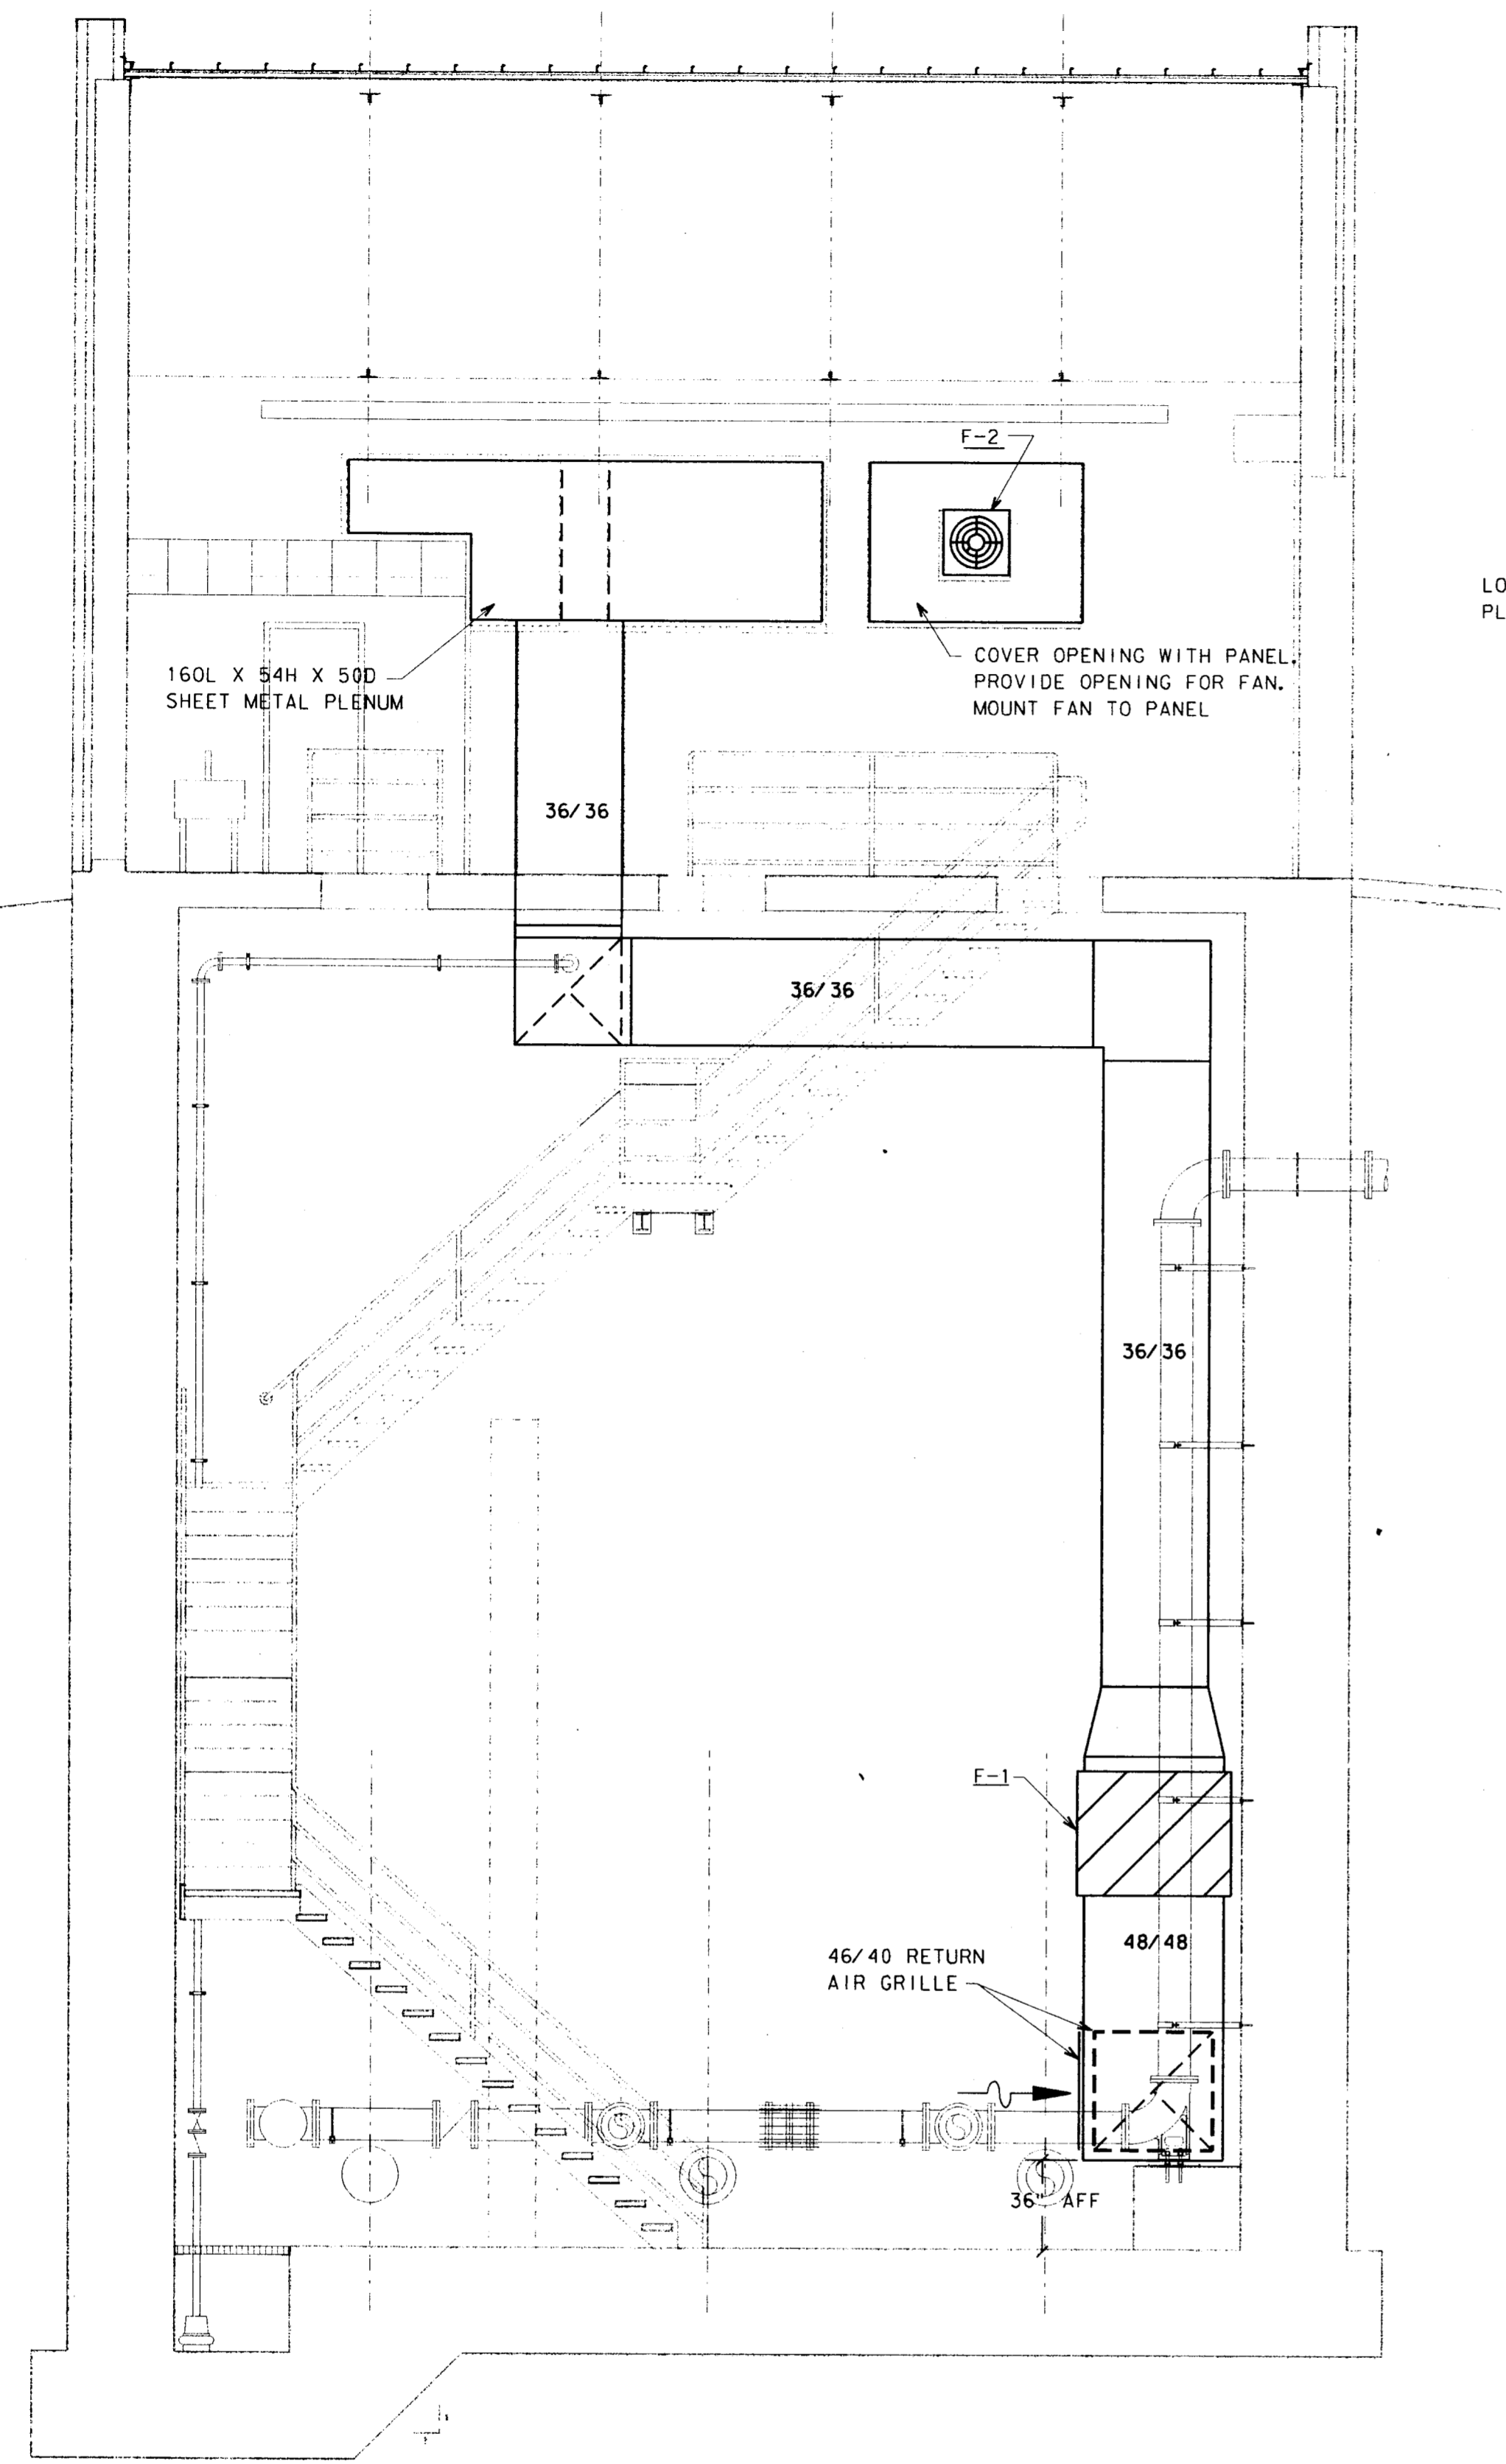 F-2
LO
PL
COVER OPENING WITH PANEL.
PROVIDE OPENING FOR FAN.
MOUNT FAN TO PANEL
160L X 54H X 50D
SHEET METAL PLENUM
36/36
36/36
36/36
F-1
48/48
46/40 RETURN
AIR GRILLE
36" AFF